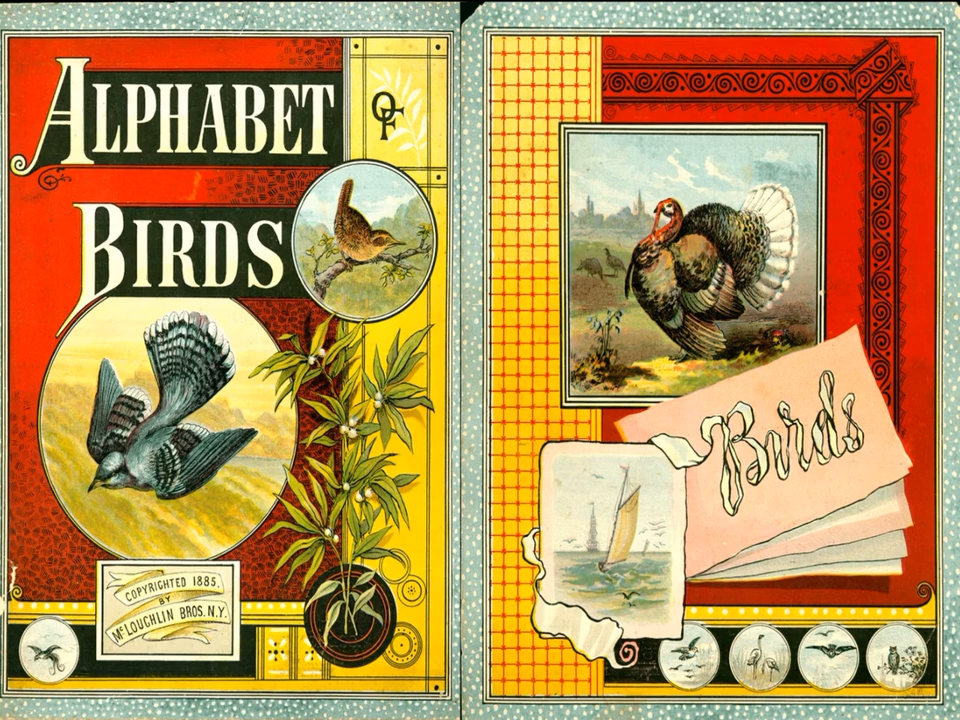 ALPHABET
OF
BIRDS
COPYRIGHTED 1885.
BY
McLOUGHLIN BROS. N.Y.
Birds